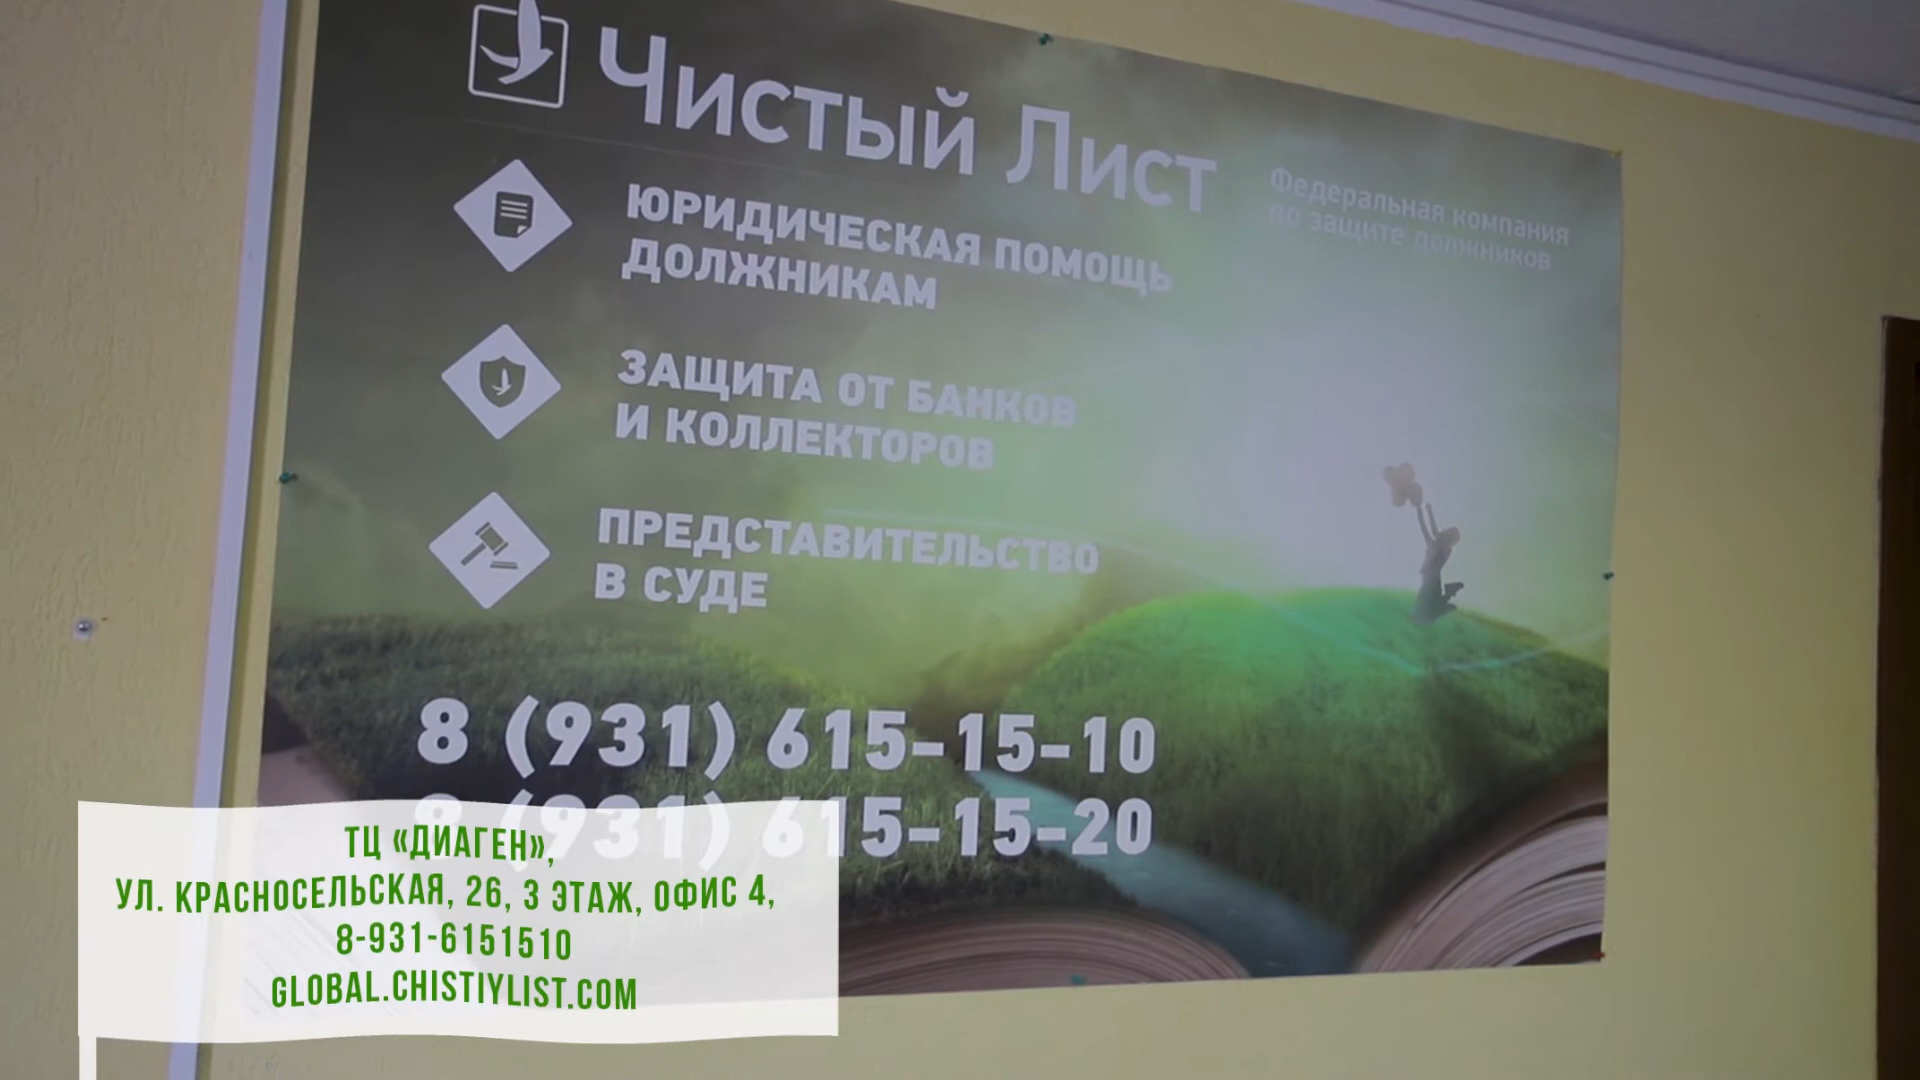 Чистый Лист
Федеральная компания
по защите должников
ЮРИДИЧЕСКАЯ ПОМОЩЬ
ДОЛЖНИКАМ
ЗАЩИТА ОТ БАНКОВ
И КОЛЛЕКТОРОВ
ПРЕДСТАВИТЕЛЬСТВО
В СУДЕ
8 (931) 615-15-10
8 (931) 615-15-20
ТЦ «ДИАГЕН»,
УЛ. КРАСНОСЕЛЬСКАЯ, 26, 3 ЭТАЖ, ОФИС 4,
8-931-6151510
GLOBAL.CHISTIYLIST.COM